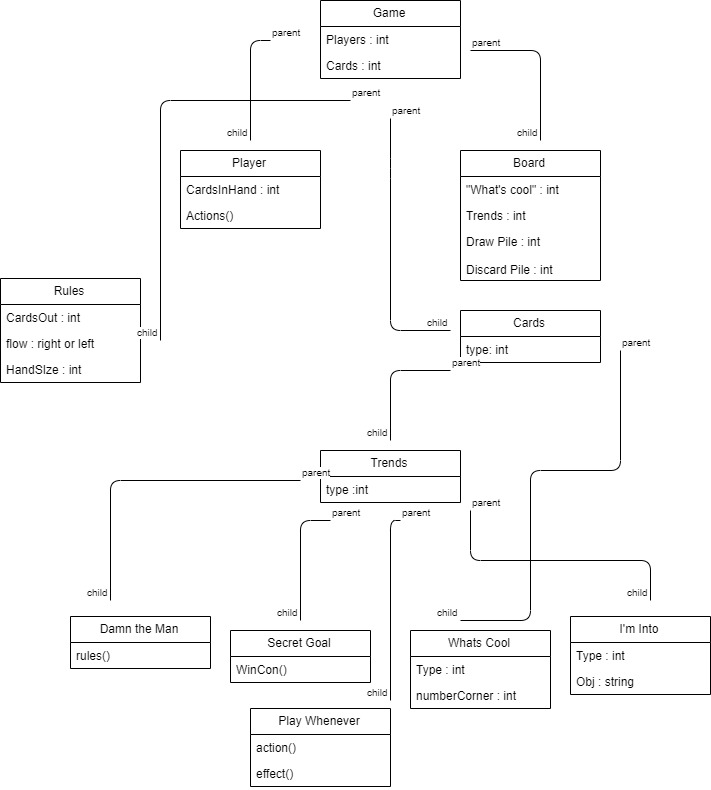 Game
Players : int
Cards : int
parent
parent
child
child
parent
parent
Player
CardsInHand : int
Actions()
Board
"What's cool" : int
Trends : int
Draw Pile : int
Discard Pile : int
Rules
CardsOut : int
flow : right or left
HandSIze : int
child
child
Cards
type: int
parent
parent
child
Trends
type :int
parent
parent
parent
parent
child
child
child
child
child
Damn the Man
rules()
Secret Goal
WinCon()
Whats Cool
Type : int
numberCorner : int
I'm Into
Type : int
Obj : string
Play Whenever
action()
effect()